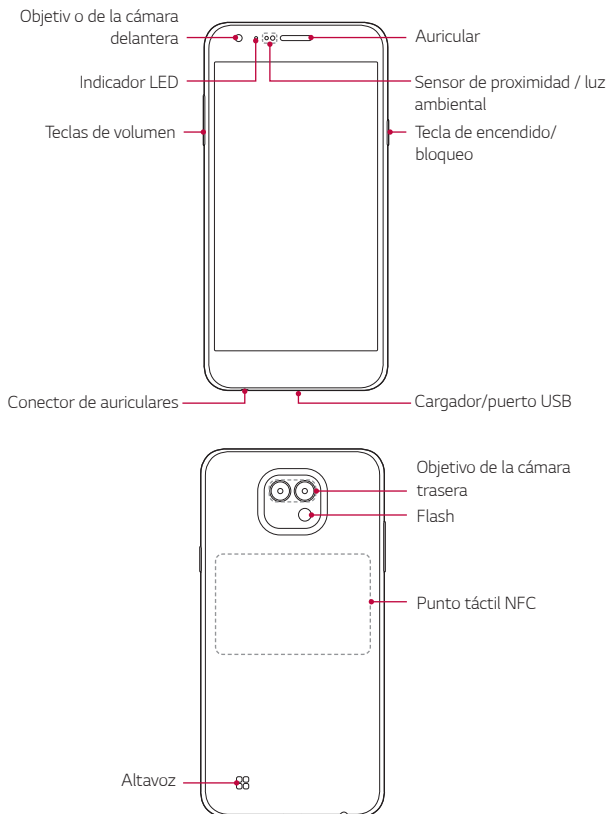 Objetiv o de la cámara
delantera
Auricular
Indicador LED
Sensor de proximidad / luz
ambiental
Teclas de volumen
Tecla de encendido/
bloqueo
Conector de auriculares
Cargador/puerto USB
Objetivo de la cámara
trasera
Flash
Punto táctil NFC
Altavoz